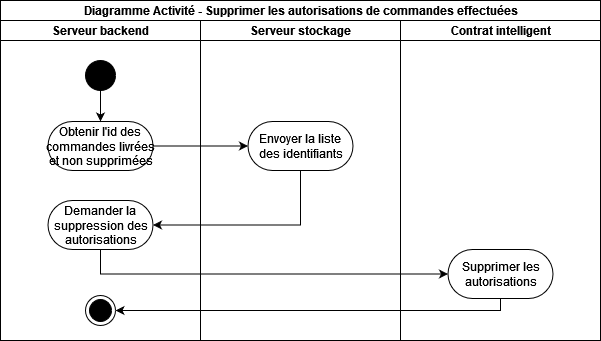 Diagramme Activité - Supprimer les autorisations de commandes effectuées
Serveur backend
Serveur stockage
Contrat intelligent
Obtenir l'id des
commandes livrées
et non supprimées
Envoyer la liste
des identifiants
Demander la
suppression des
autorisations
Supprimer les
autorisations